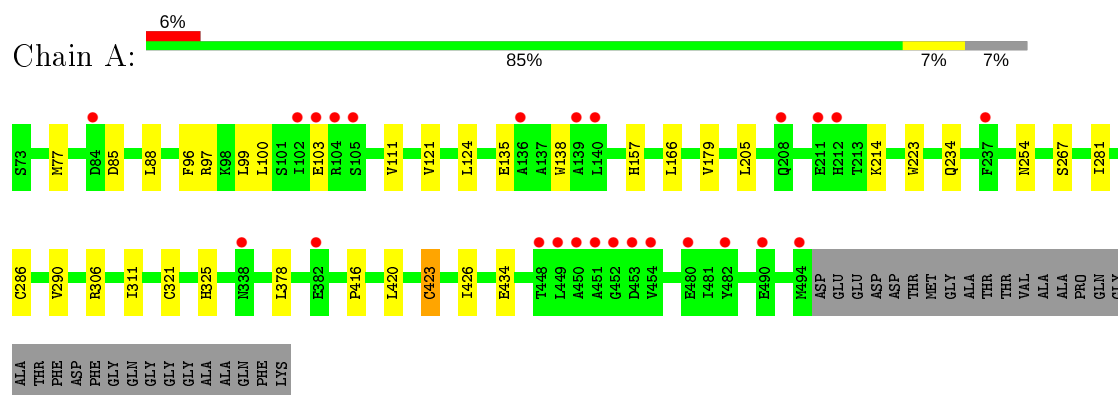 6%
Chain A:
85% 7% 7%
S73 M77 D84 D85 L88 F96 R97 K98 L99 L100 S101 I102 E103 R104 S105 V111 V121 L124 E135 A136 A137 W138 A139 L140 H157 L166 V179 L205 Q208 E211 H212 T213 K214 W223 Q234 F237 N254 S267 I281
C286 V290 R306 I311 C321 H325 N338 L378 E382 P416 L420 C423 I426 E434 T448 L449 A450 A451 G452 D453 V454 E480 I481 Y482 E490 M494 ASP GLU GLU ASP ASP THR MET GLY ALA THR THR VAL ALA ALA PRO GLN GLY
ALA THR PHE ASP PHE GLY GLN GLY GLY GLY ALA ALA GLN PHE LYS